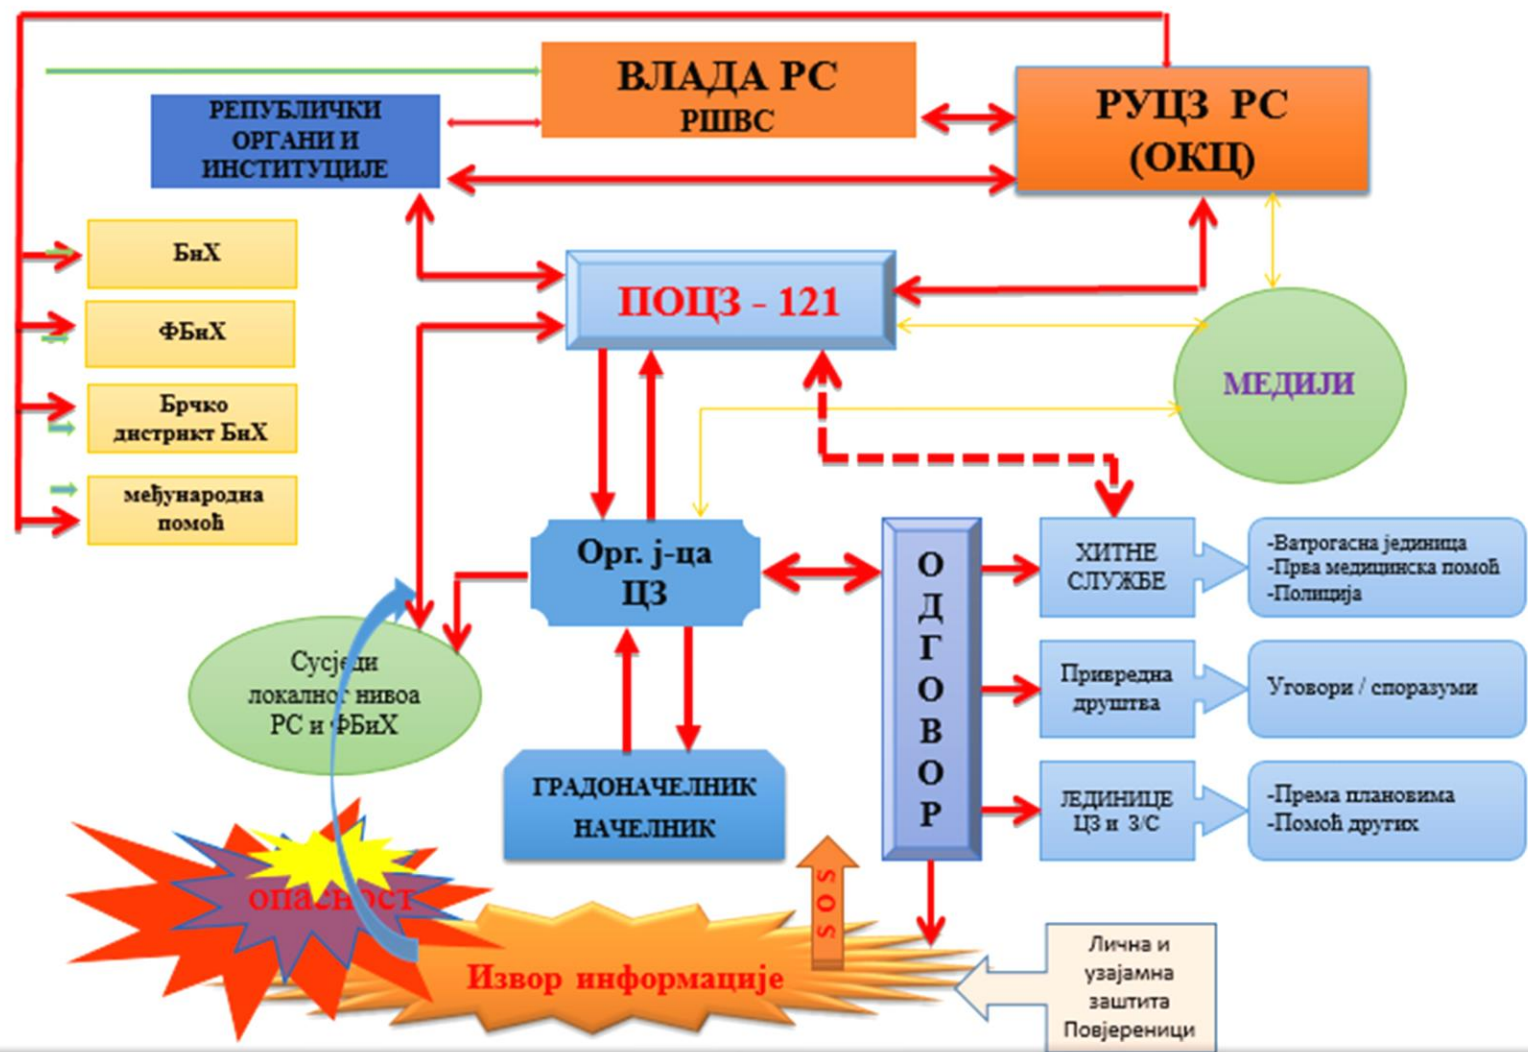 ВЛАДА РС
РШВС
РУЦЗ РС
(ОКЦ)
РЕПУБЛИЧКИ
ОРГАНИ И
ИНСТИТУЦИЈЕ
БиХ
ФБиХ
Брчко
дистрикт БиХ
међународна
помоћ
ПОЦЗ - 121
МЕДИЈИ
Орг. ј-ца
ЦЗ
О
Д
Г
О
В
О
Р
ХИТНЕ
СЛУЖБЕ
-Ватрогасна јединица
-Прва медицинска помоћ
-Полиција
Привредна
друштва
Уговори / споразуми
ЈЕДИНИЦЕ
ЦЗ и З/С
-Према плановима
-Помоћ других
Сусједи
локалног нивоа
РС и ФБиХ
ГРАДОНАЧЕЛНИК
НАЧЕЛНИК
опасност
SOS
Извор информације
Лична и
узајамна
заштита
Повјереници